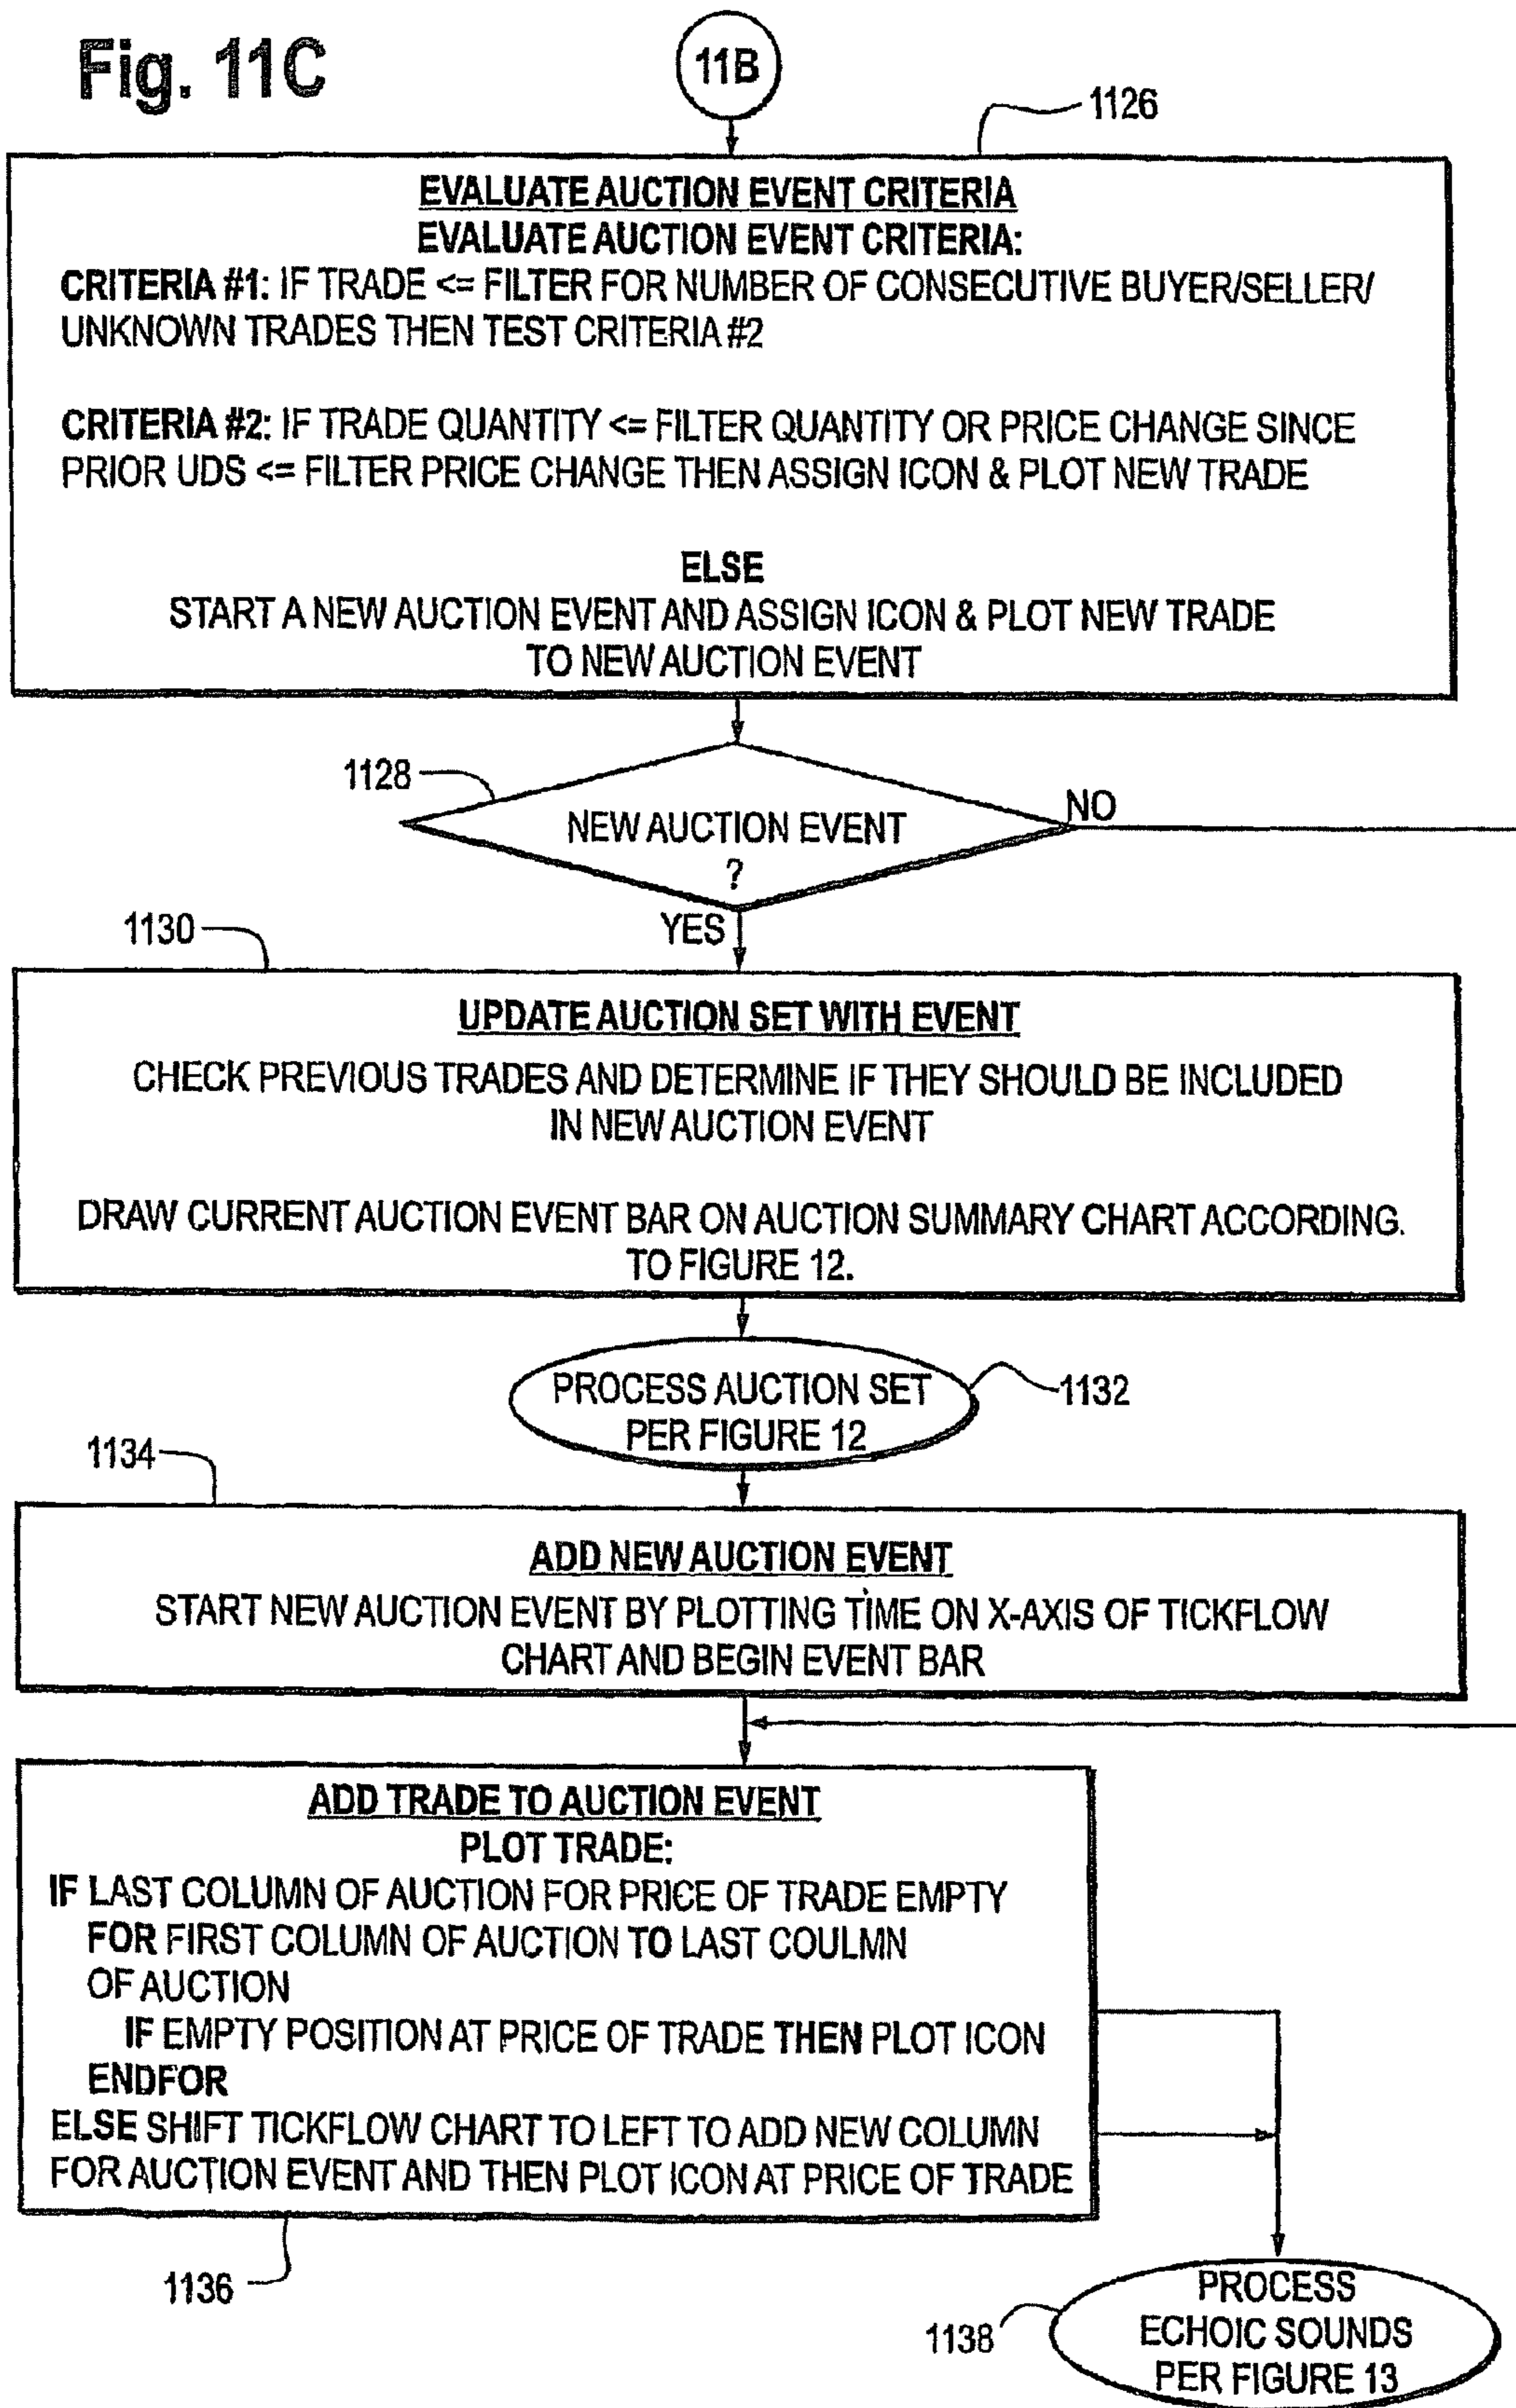 Fig. 11C
11B
1126
EVALUATE AUCTION EVENT CRITERIA
EVALUATE AUCTION EVENT CRITERIA:
CRITERIA #1: IF TRADE <= FILTER FOR NUMBER OF CONSECUTIVE BUYER/SELLER/
UNKNOWN TRADES THEN TEST CRITERIA #2
CRITERIA #2: IF TRADE QUANTITY <= FILTER QUANTITY OR PRICE CHANGE SINCE
PRIOR UDS <= FILTER PRICE CHANGE THEN ASSIGN ICON & PLOT NEW TRADE
ELSE
START A NEW AUCTION EVENT AND ASSIGN ICON & PLOT NEW TRADE
TO NEW AUCTION EVENT
1128
NEW AUCTION EVENT
?
NO
YES
1130
UPDATE AUCTION SET WITH EVENT
CHECK PREVIOUS TRADES AND DETERMINE IF THEY SHOULD BE INCLUDED
IN NEW AUCTION EVENT
DRAW CURRENT AUCTION EVENT BAR ON AUCTION SUMMARY CHART ACCORDING.
TO FIGURE 12.
PROCESS AUCTION SET
PER FIGURE 12
1132
1134
ADD NEW AUCTION EVENT
START NEW AUCTION EVENT BY PLOTTING TIME ON X-AXIS OF TICKFLOW
CHART AND BEGIN EVENT BAR
ADD TRADE TO AUCTION EVENT
PLOT TRADE:
IF LAST COLUMN OF AUCTION FOR PRICE OF TRADE EMPTY
FOR FIRST COLUMN OF AUCTION TO LAST COULMN
OF AUCTION
IF EMPTY POSITION AT PRICE OF TRADE THEN PLOT ICON
ENDFOR
ELSE SHIFT TICKFLOW CHART TO LEFT TO ADD NEW COLUMN
FOR AUCTION EVENT AND THEN PLOT ICON AT PRICE OF TRADE
1136
1138
PROCESS
ECHOIC SOUNDS
PER FIGURE 13